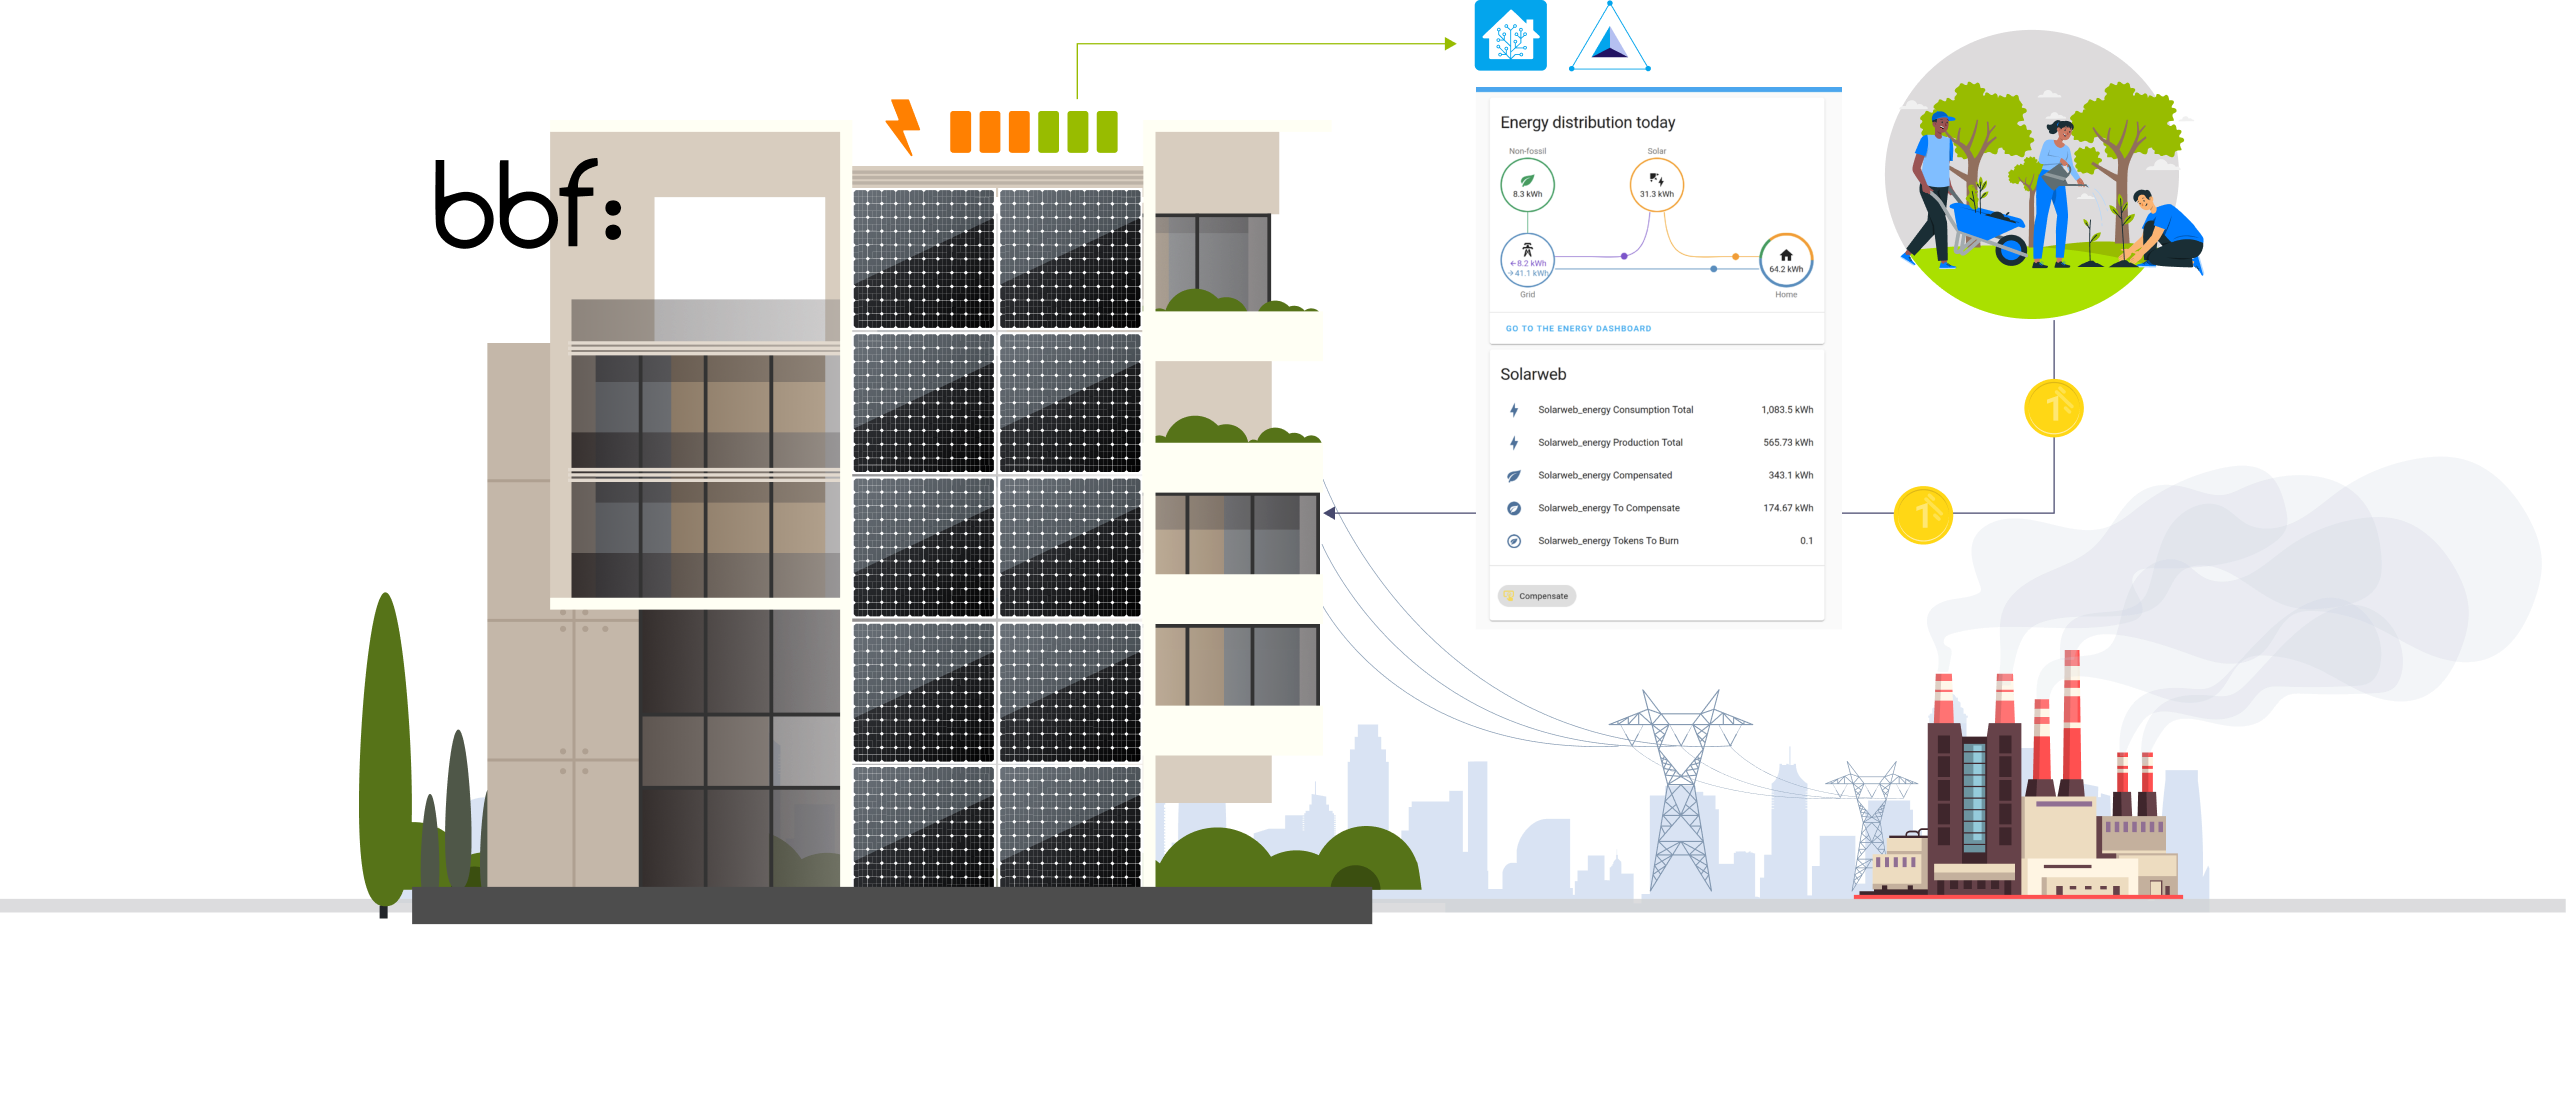 bbf:
Energy distribution today
Non-fossil
Solar
8.3 kWh
31.3 kWh
←8.2 kWh
→41.1 kWh
64.2 kWh
Grid
Home
GO TO THE ENERGY DASHBOARD
Solarweb
Solarweb_energy Consumption Total 1,083.5 kWh
Solarweb_energy Production Total 565.73 kWh
Solarweb_energy Compensated 343.1 kWh
Solarweb_energy To Compensate 174.67 kWh
Solarweb_energy Tokens To Burn 0.1
Compensate